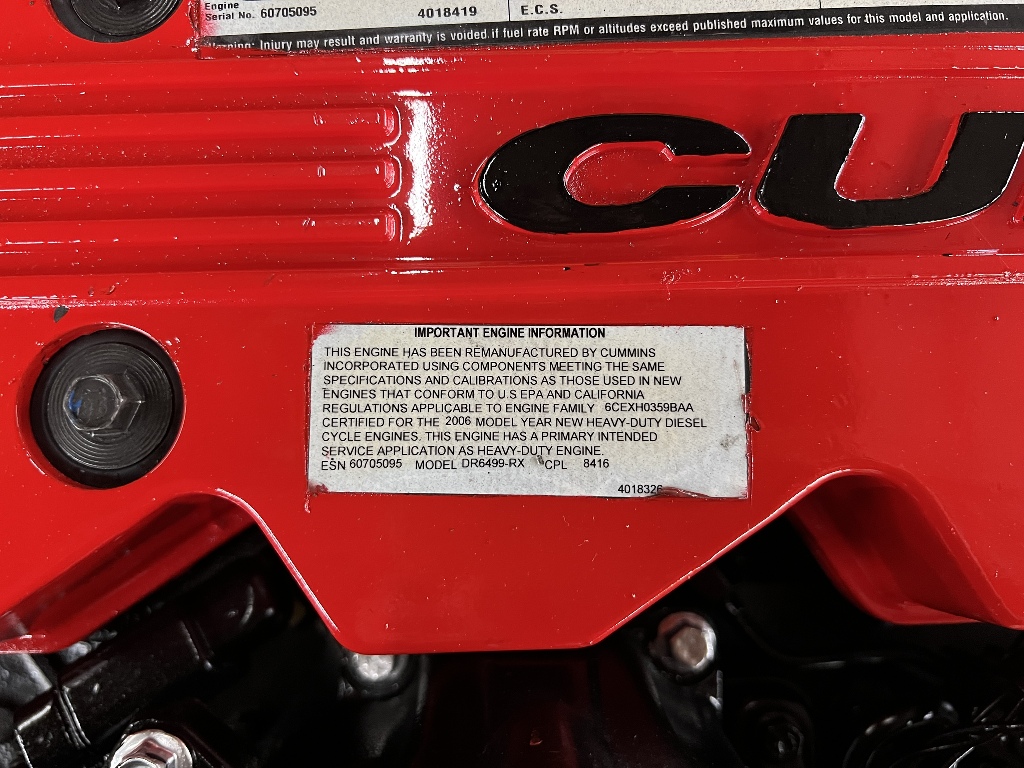 Engine
Serial No. 60705095 4018419 E.C.S.
Warning: Injury may result and warranty is voided if fuel rate RPM or altitudes exceed published maximum values for this model and application.
CU
IMPORTANT ENGINE INFORMATION
THIS ENGINE HAS BEEN REMANUFACTURED BY CUMMINS
INCORPORATED USING COMPONENTS MEETING THE SAME
SPECIFICATIONS AND CALIBRATIONS AS THOSE USED IN NEW
ENGINES THAT CONFORM TO U.S EPA AND CALIFORNIA
REGULATIONS APPLICABLE TO ENGINE FAMILY 6CEXH0359BAA
CERTIFIED FOR THE 2006 MODEL YEAR NEW HEAVY-DUTY DIESEL
CYCLE ENGINES. THIS ENGINE HAS A PRIMARY INTENDED
SERVICE APPLICATION AS HEAVY-DUTY ENGINE.
ESN 60705095 MODEL DR6499-RX CPL 8416
4018326